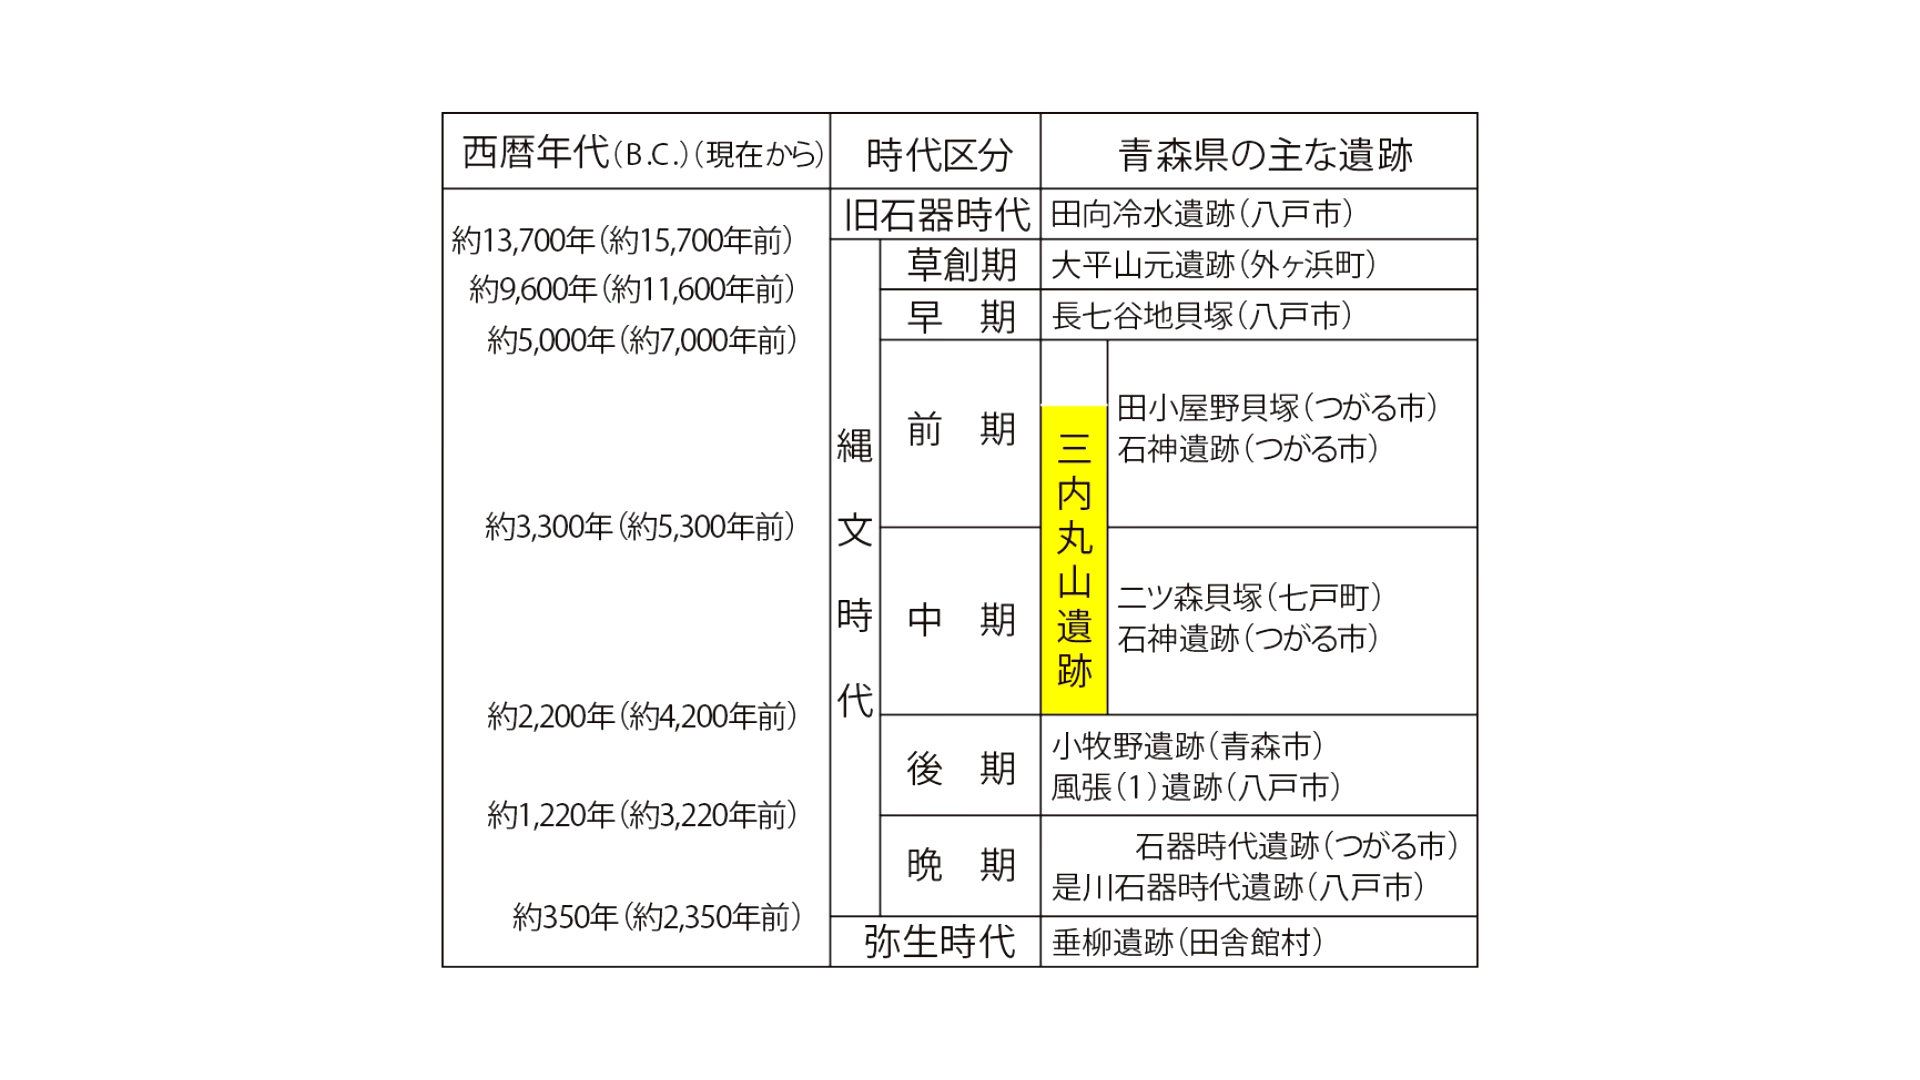 西暦年代(B.C.)(現在から) 時代区分 青森県の主な遺跡
旧石器時代 田向冷水遺跡(八戸市)
約13,700年(約15,700年前)
草創期 大平山元遺跡(外ヶ浜町)
約9,600年(約11,600年前)
早 期 長七谷地貝塚(八戸市)
約5,000年(約7,000年前)
縄文時代
前 期
三内丸山遺跡
田小屋野貝塚(つがる市)
石神遺跡(つがる市)
約3,300年(約5,300年前)
中 期
二ツ森貝塚(七戸町)
石神遺跡(つがる市)
約2,200年(約4,200年前)
後 期
小牧野遺跡(青森市)
風張(1)遺跡(八戸市)
約1,220年(約3,220年前)
晩 期
石器時代遺跡(つがる市)
是川石器時代遺跡(八戸市)
約350年(約2,350年前)
弥生時代 垂柳遺跡(田舎館村)